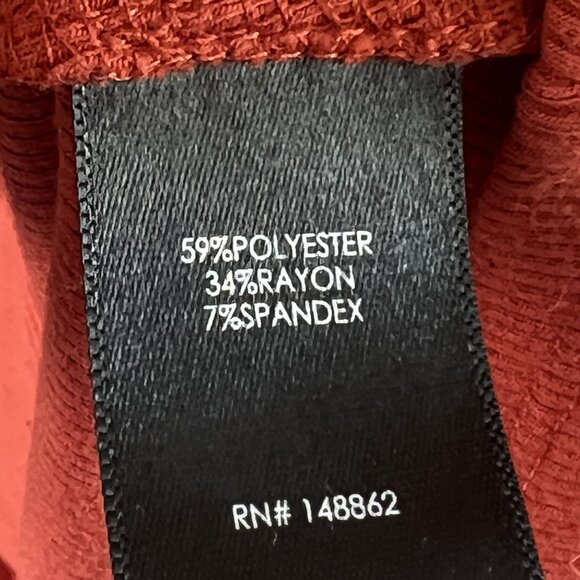 59%POLYESTER
34%RAYON
7%SPANDEX
RN# 148862